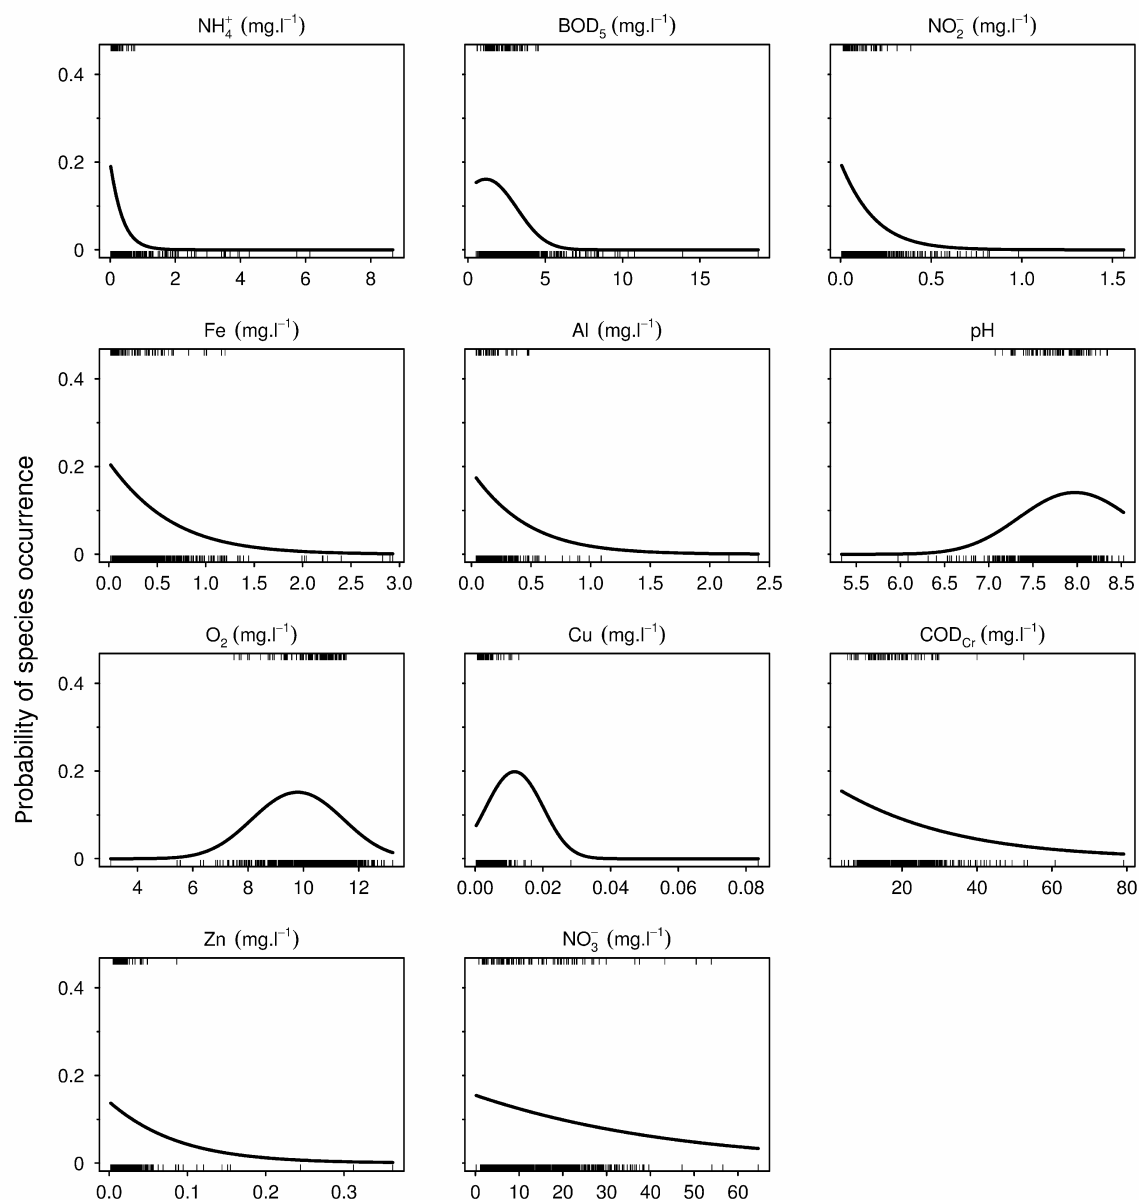 Probability of species occurrence
NH₄⁺ (mg.l⁻¹)
0.4
0.2
0
0 2 4 6 8
BOD₅ (mg.l⁻¹)
0 5 10 15
NO₂⁻ (mg.l⁻¹)
0.0 0.5 1.0 1.5
Fe (mg.l⁻¹)
0.4
0.2
0
0.0 0.5 1.0 1.5 2.0 2.5 3.0
Al (mg.l⁻¹)
0.0 0.5 1.0 1.5 2.0 2.5
pH
5.5 6.0 6.5 7.0 7.5 8.0 8.5
O₂ (mg.l⁻¹)
0.4
0.2
0
4 6 8 10 12
Cu (mg.l⁻¹)
0.00 0.02 0.04 0.06 0.08
COD_Cr (mg.l⁻¹)
20 40 60 80
Zn (mg.l⁻¹)
0.4
0.2
0
0.0 0.1 0.2 0.3
NO₃⁻ (mg.l⁻¹)
0 10 20 30 40 50 60